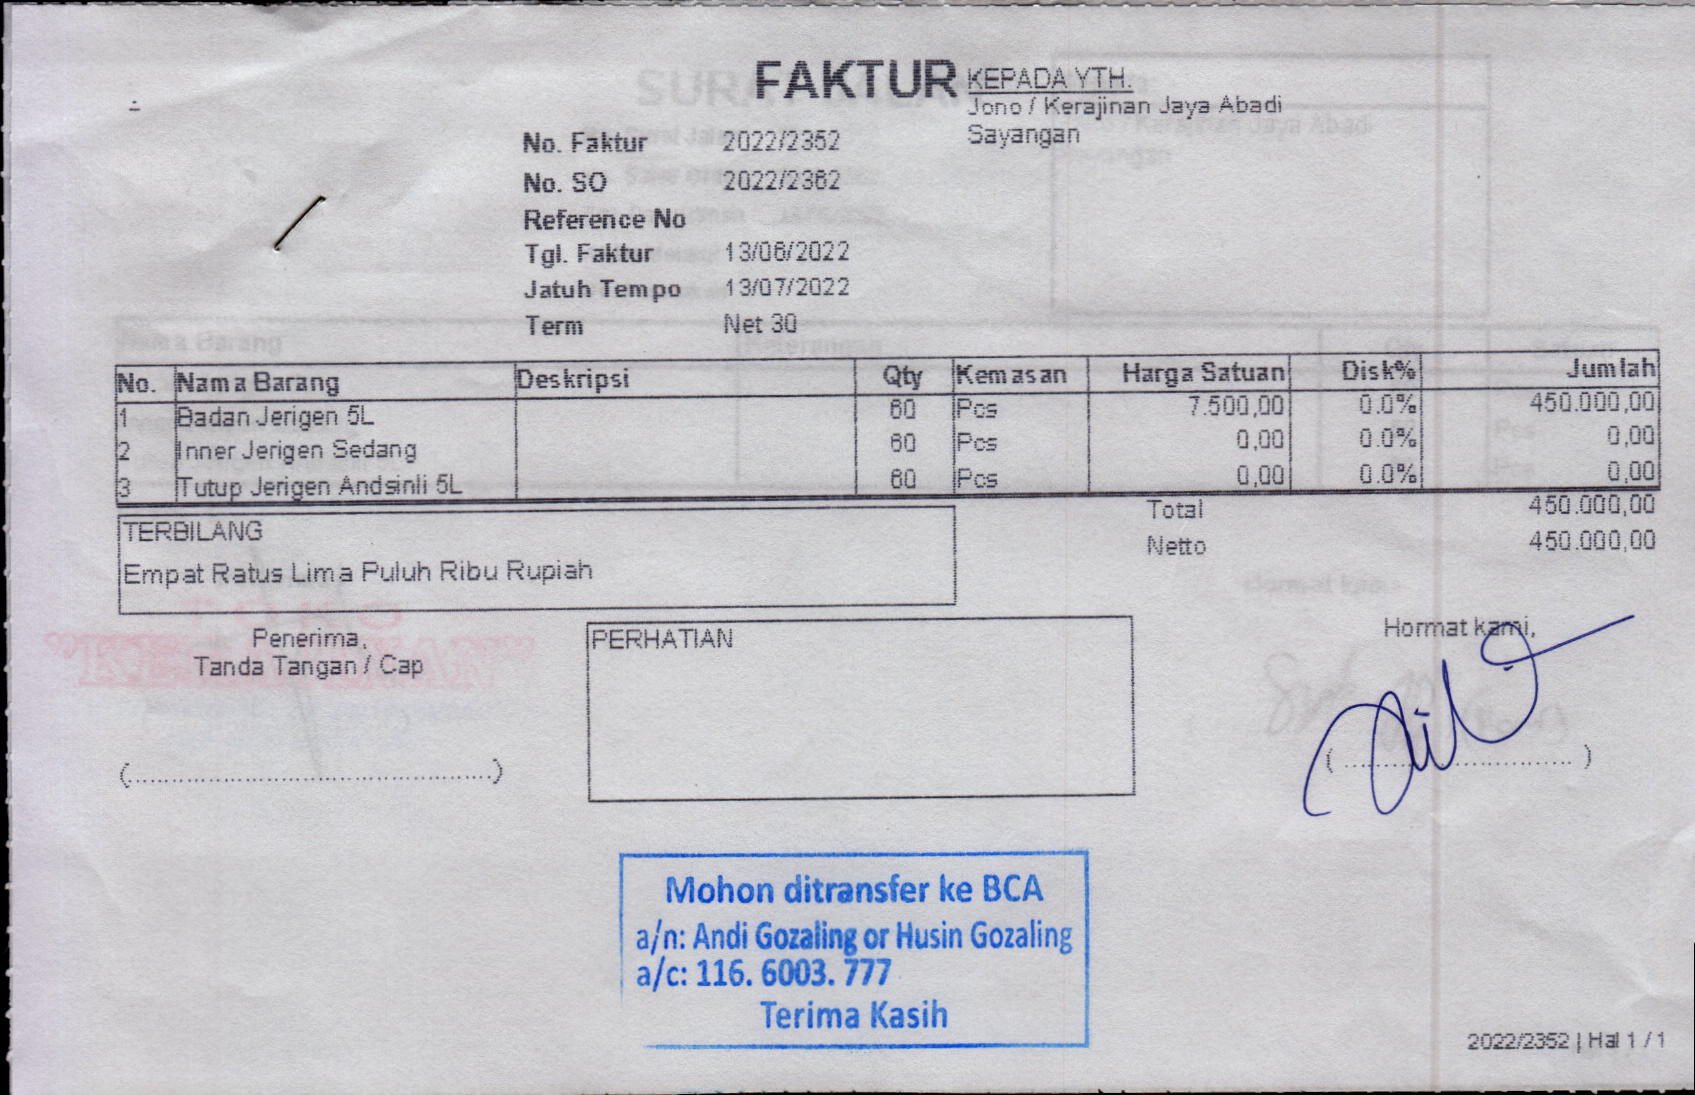 FAKTUR
KEPADA YTH.
Jono / Kerajinan Jaya Abadi
Sayangan
No. Faktur 2022/2352
No. SO 2022/2362
Reference No
Tgl. Faktur 13/06/2022
Jatuh Tempo 13/07/2022
Term Net 30
No. Nama Barang Deskripsi Qty Kemasan Harga Satuan Disk% Jumlah
1 Badan Jerigen 5L 60 Pcs 7.500,00 0.0% 450.000,00
2 Inner Jerigen Sedang 60 Pcs 0,00 0.0% 0,00
3 Tutup Jerigen Andsinli 5L 60 Pcs 0,00 0.0% 0,00
Total 450.000,00
Netto 450.000,00
TERBILANG
Empat Ratus Lima Puluh Ribu Rupiah
Penerima,
Tanda Tangan / Cap
PERHATIAN
Hormat kami,
Mohon ditransfer ke BCA
a/n: Andi Gozaling or Husin Gozaling
a/c: 116. 6003. 777
Terima Kasih
2022/2352 | Hal 1 / 1